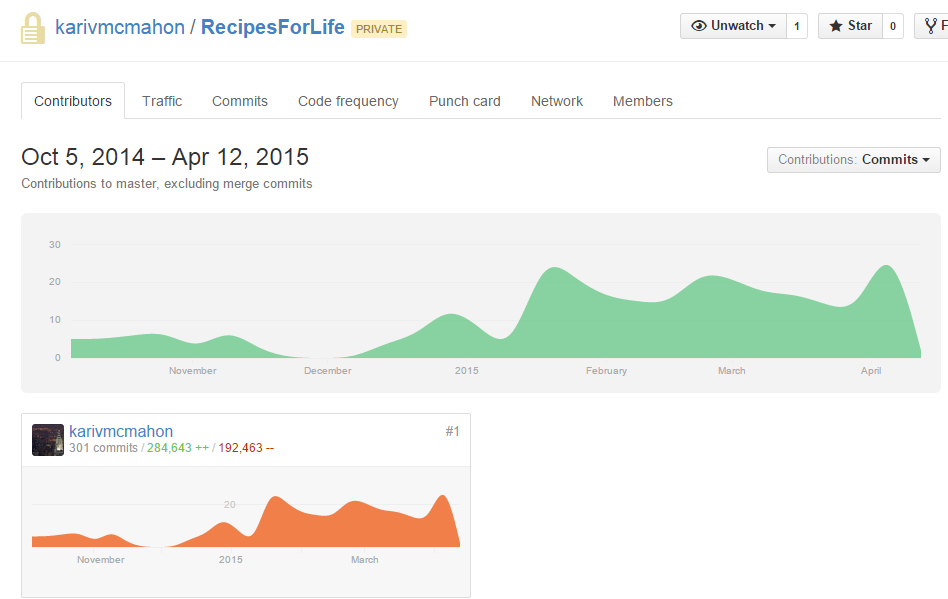 karivmcmahon / RecipesForLife PRIVATE
Unwatch 1 Star 0 F
Contributors Traffic Commits Code frequency Punch card Network Members
Oct 5, 2014 – Apr 12, 2015
Contributions: Commits
Contributions to master, excluding merge commits
30
20
10
0
November December 2015 February March April
karivmcmahon #1
301 commits / 284,643 ++ / 192,463 --
20
November 2015 March